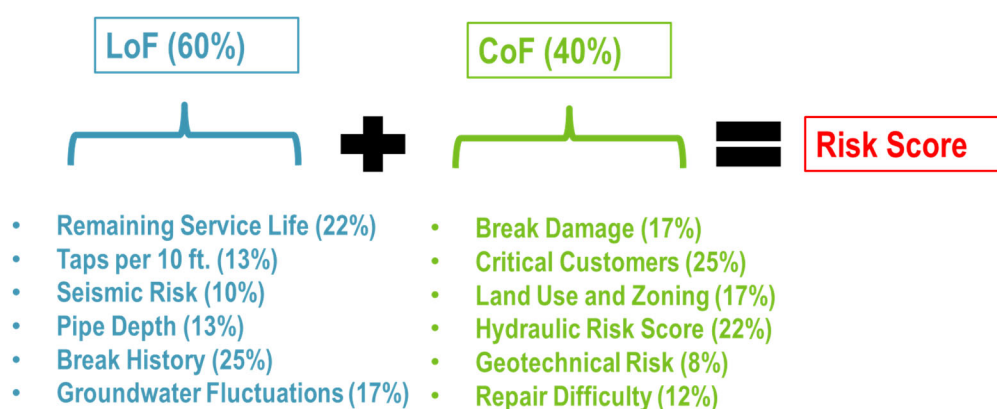 LoF (60%)
CoF (40%)
Risk Score
• Remaining Service Life (22%)
• Taps per 10 ft. (13%)
• Seismic Risk (10%)
• Pipe Depth (13%)
• Break History (25%)
• Groundwater Fluctuations (17%)
• Break Damage (17%)
• Critical Customers (25%)
• Land Use and Zoning (17%)
• Hydraulic Risk Score (22%)
• Geotechnical Risk (8%)
• Repair Difficulty (12%)